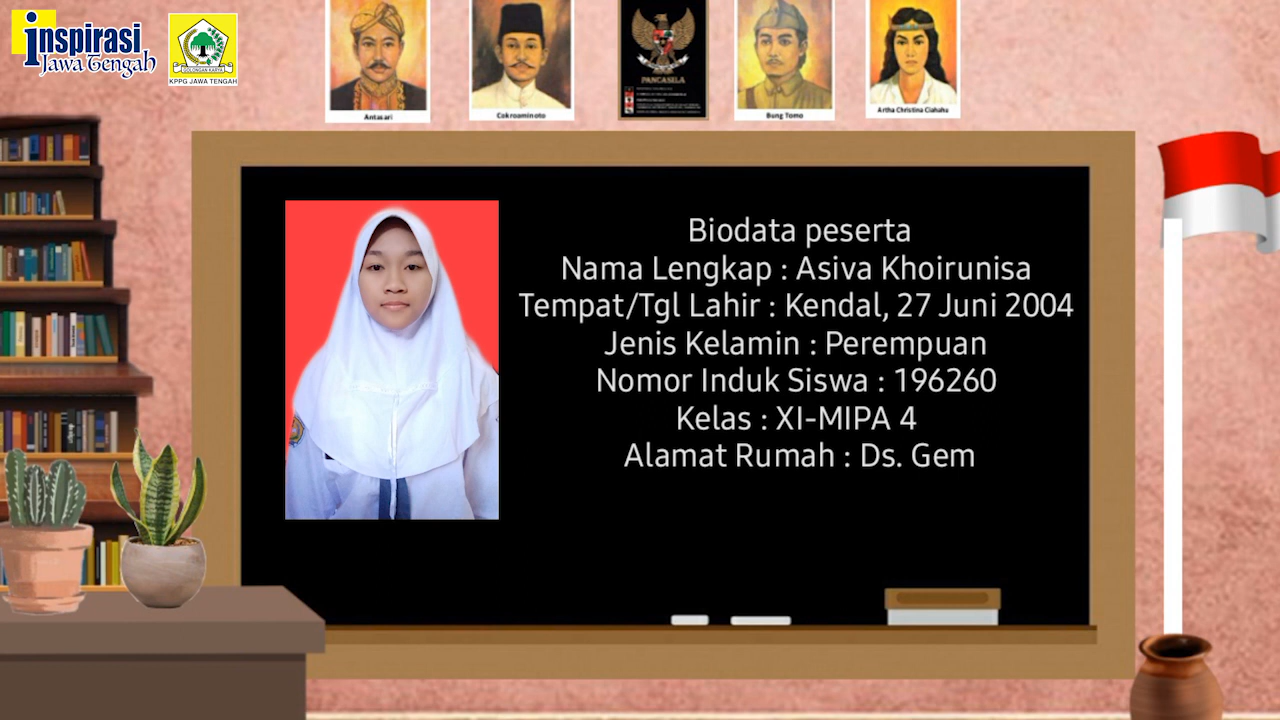 inspirasi
Jawa Tengah
GOLONGAN KARYA
KPPG JAWA TENGAH
Antasari
Cokroaminoto
PANCASILA
Bung Tomo
Artha Christina Ciahahu
Biodata peserta
Nama Lengkap : Asiva Khoirunisa
Tempat/Tgl Lahir : Kendal, 27 Juni 2004
Jenis Kelamin : Perempuan
Nomor Induk Siswa : 196260
Kelas : XI-MIPA 4
Alamat Rumah : Ds. Gem